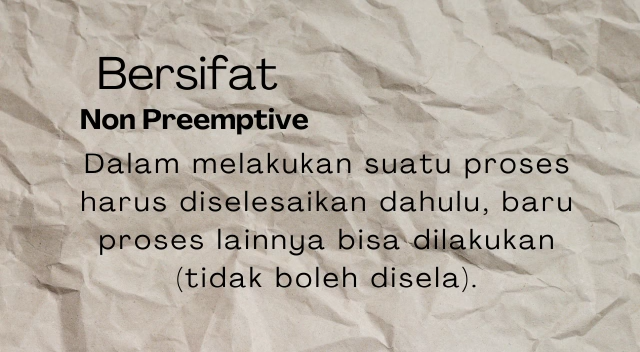 Bersifat
Non Preemptive
Dalam melakukan suatu proses
harus diselesaikan dahulu, baru
proses lainnya bisa dilakukan
(tidak boleh disela).